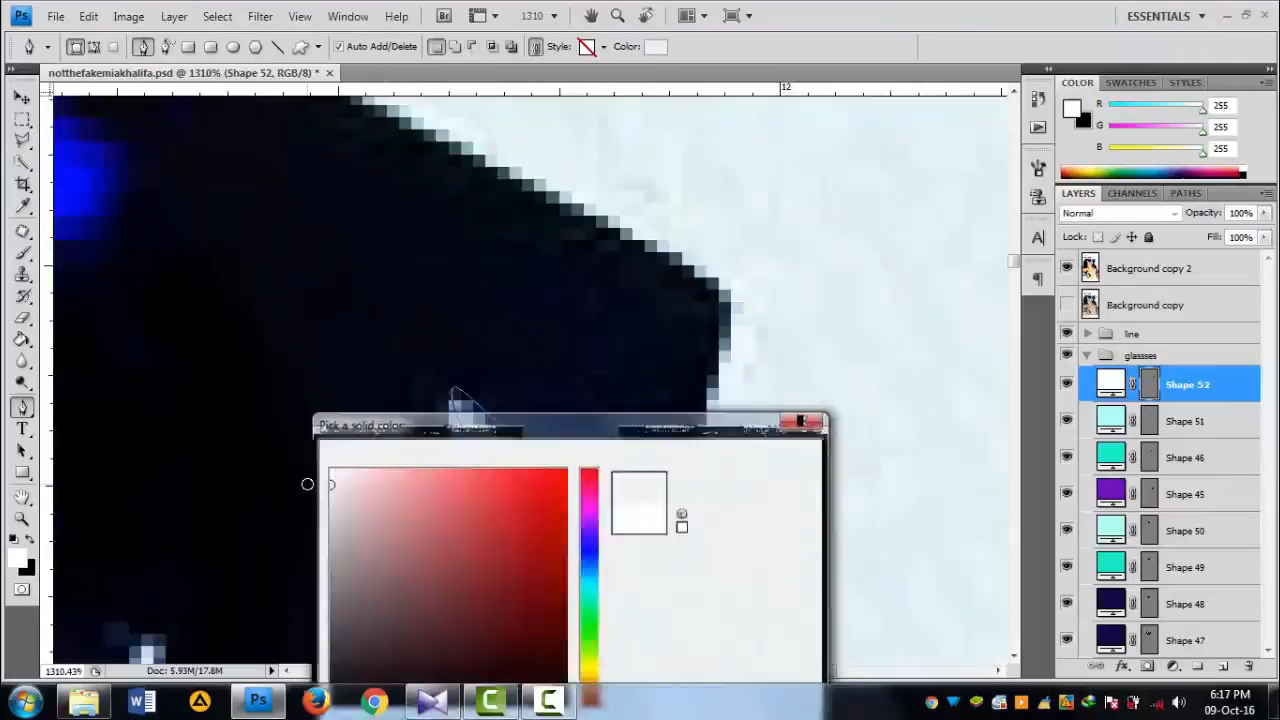 Ps File Edit Image Layer Select Filter View Window Help Br 1310 ESSENTIALS
Auto Add/Delete Style: Color:
notthefakemiakhalifa.psd @ 1310% (Shape 52, RGB/8) *
12
COLOR SWATCHES STYLES
R 255
G 255
B 255
LAYERS CHANNELS PATHS
Normal Opacity: 100%
Lock: Fill: 100%
Background copy 2
Background copy
line
glassses
Shape 52
Shape 51
Shape 46
Shape 45
Shape 50
Shape 49
Shape 48
Shape 47
Pick a solid color:
1310.43% Doc: 5.93M/17.8M
Ps
6:17 PM
09-Oct-16